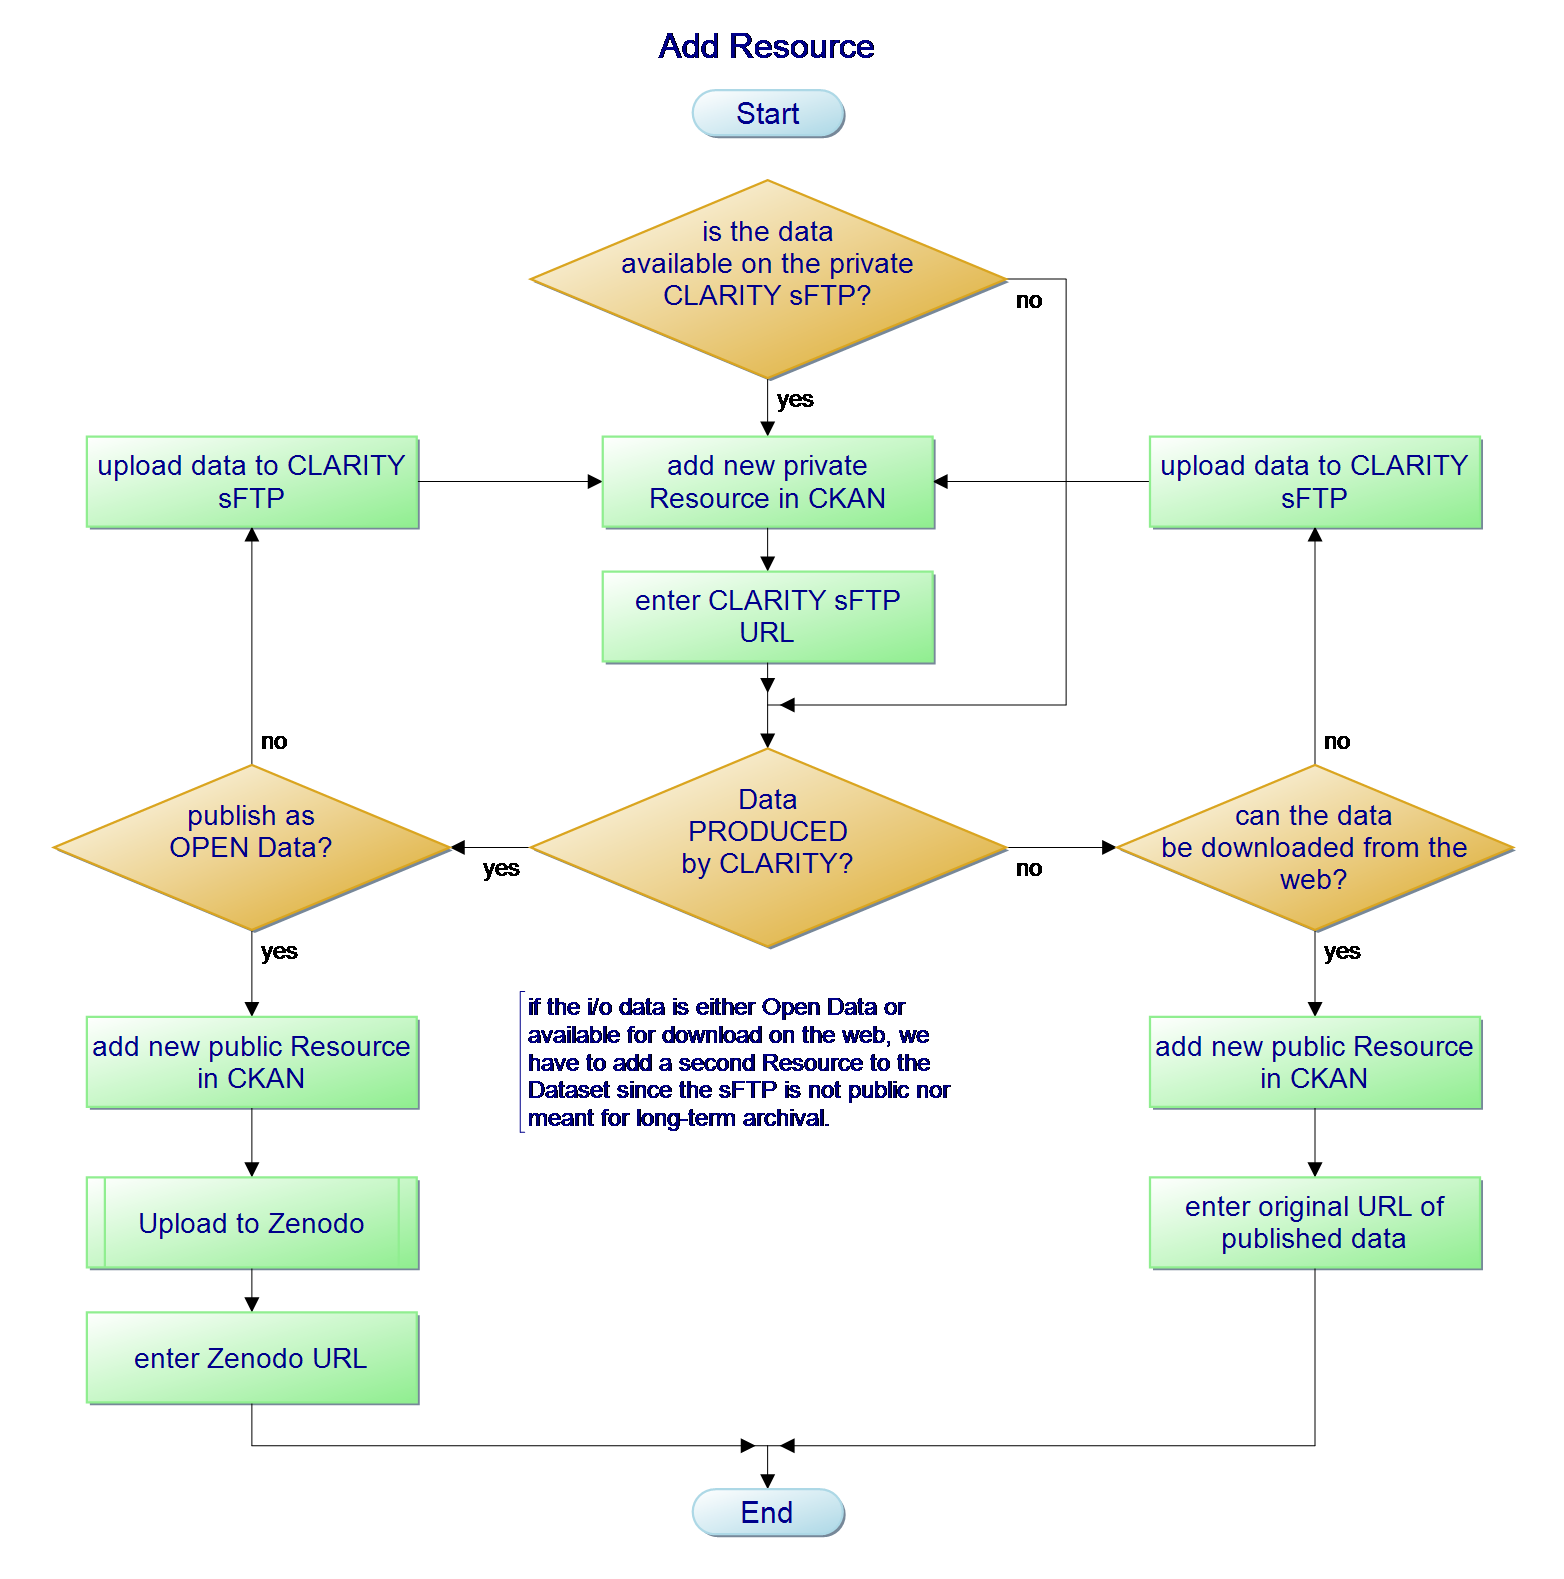 Add Resource
Start
is the data
available on the private
CLARITY sFTP?
no
yes
upload data to CLARITY
sFTP
add new private
Resource in CKAN
upload data to CLARITY
sFTP
enter CLARITY sFTP
URL
no
no
publish as
OPEN Data?
Data
PRODUCED
by CLARITY?
can the data
be downloaded from the
web?
yes
no
yes
yes
if the i/o data is either Open Data or
available for download on the web, we
have to add a second Resource to the
Dataset since the sFTP is not public nor
meant for long-term archival.
add new public Resource
in CKAN
add new public Resource
in CKAN
Upload to Zenodo
enter original URL of
published data
enter Zenodo URL
End